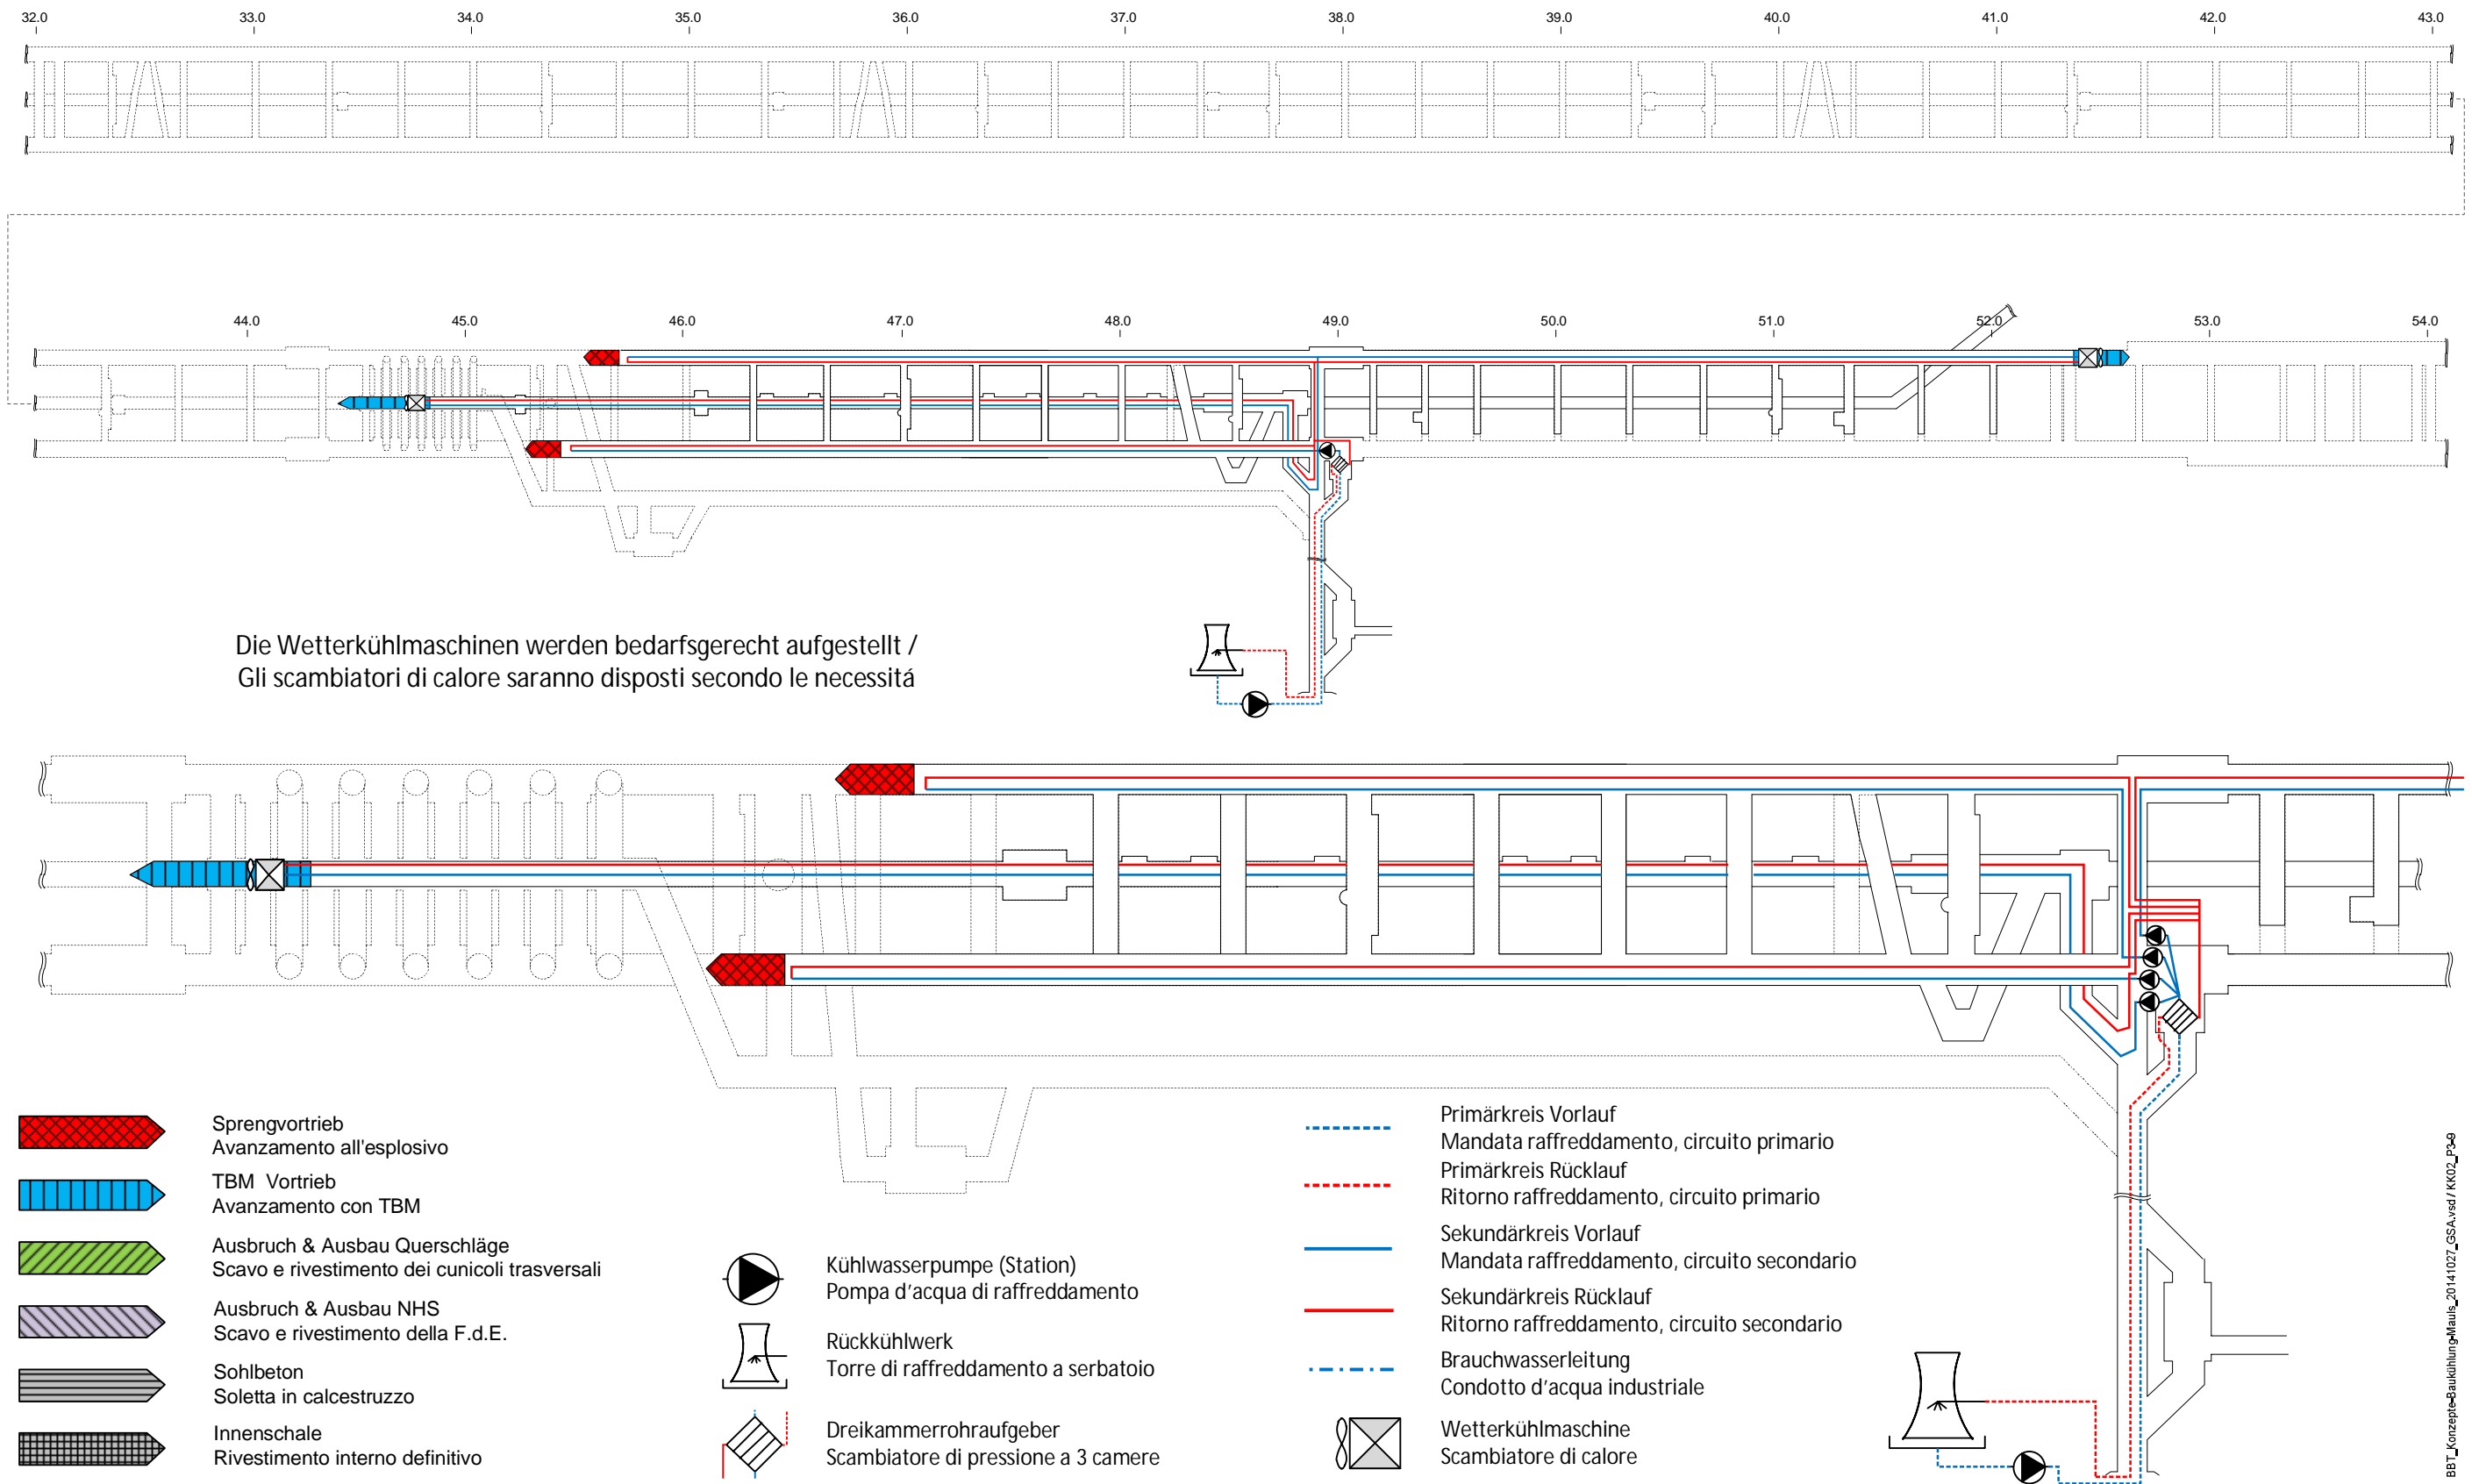 32.0 33.0 34.0 35.0 36.0 37.0 38.0 39.0 40.0 41.0 42.0 43.0
44.0 45.0 46.0 47.0 48.0 49.0 50.0 51.0 52.0 53.0 54.0
Die Wetterkühlmaschinen werden bedarfsgerecht aufgestellt /
Gli scambiatori di calore saranno disposti secondo le necessitá
Sprengvortrieb
Avanzamento all'esplosivo
TBM Vortrieb
Avanzamento con TBM
Ausbruch & Ausbau Querschläge
Scavo e rivestimento dei cunicoli trasversali
Ausbruch & Ausbau NHS
Scavo e rivestimento della F.d.E.
Sohlbeton
Soletta in calcestruzzo
Innenschale
Rivestimento interno definitivo
Kühlwasserpumpe (Station)
Pompa d'acqua di raffreddamento
Rückkühlwerk
Torre di raffreddamento a serbatoio
Dreikammerrohraufgeber
Scambiatore di pressione a 3 camere
Primärkreis Vorlauf
Mandata raffreddamento, circuito primario
Primärkreis Rücklauf
Ritorno raffreddamento, circuito primario
Sekundärkreis Vorlauf
Mandata raffreddamento, circuito secondario
Sekundärkreis Rücklauf
Ritorno raffreddamento, circuito secondario
Brauchwasserleitung
Condotto d'acqua industriale
Wetterkühlmaschine
Scambiatore di calore
BBT_Konzepte-Baukühlung-Mauls_20141027_GSA.vsd / KK02_P3-9